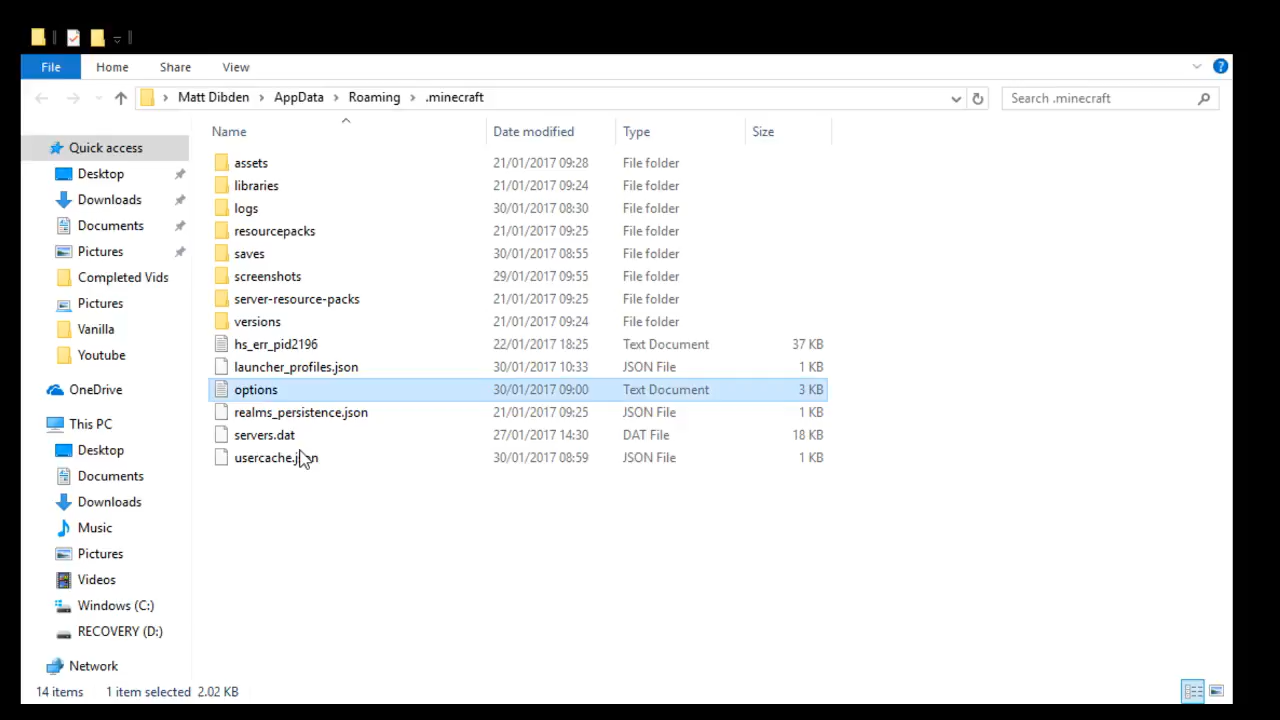 File Home Share View
Matt Dibden AppData Roaming .minecraft Search .minecraft
Name Date modified Type Size
Quick access
Desktop
Downloads
Documents
Pictures
Completed Vids
Pictures
Vanilla
Youtube
OneDrive
This PC
Desktop
Documents
Downloads
Music
Pictures
Videos
Windows (C:)
RECOVERY (D:)
Network
assets 21/01/2017 09:28 File folder
libraries 21/01/2017 09:24 File folder
logs 30/01/2017 08:30 File folder
resourcepacks 21/01/2017 09:25 File folder
saves 30/01/2017 08:55 File folder
screenshots 29/01/2017 09:55 File folder
server-resource-packs 21/01/2017 09:25 File folder
versions 21/01/2017 09:24 File folder
hs_err_pid2196 22/01/2017 18:25 Text Document 37 KB
launcher_profiles.json 30/01/2017 10:33 JSON File 1 KB
options 30/01/2017 09:00 Text Document 3 KB
realms_persistence.json 21/01/2017 09:25 JSON File 1 KB
servers.dat 27/01/2017 14:30 DAT File 18 KB
usercache.json 30/01/2017 08:59 JSON File 1 KB
14 items 1 item selected 2.02 KB